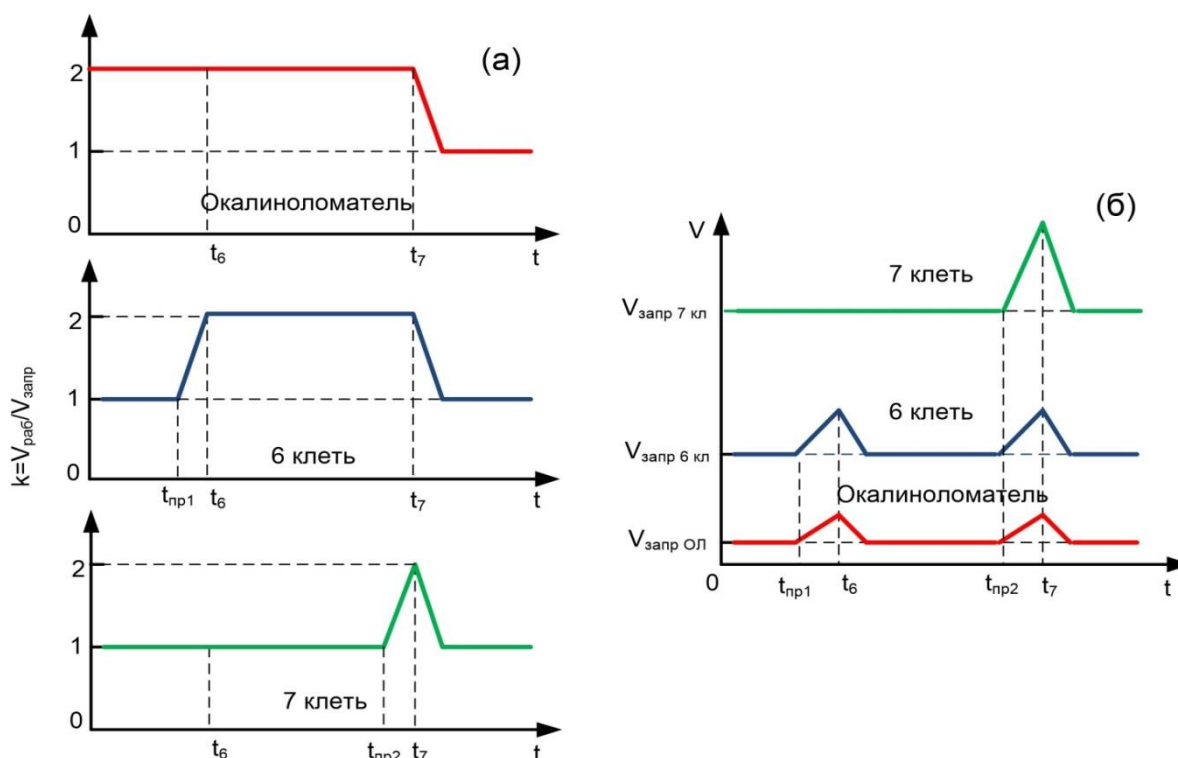 (а)
2
1
0
Окалиноломатель
t₆
t₇
t
2
1
0
6 клеть
tпр1
t₆
t₇
t
k=Vраб/Vзапр
2
1
0
7 клеть
t₆
tпр2
t₇
t
(б)
V
7 клеть
Vзапр 7 кл
6 клеть
Vзапр 6 кл
Окалиноломатель
Vзапр ОЛ
0
tпр1
t₆
tпр2
t₇
t